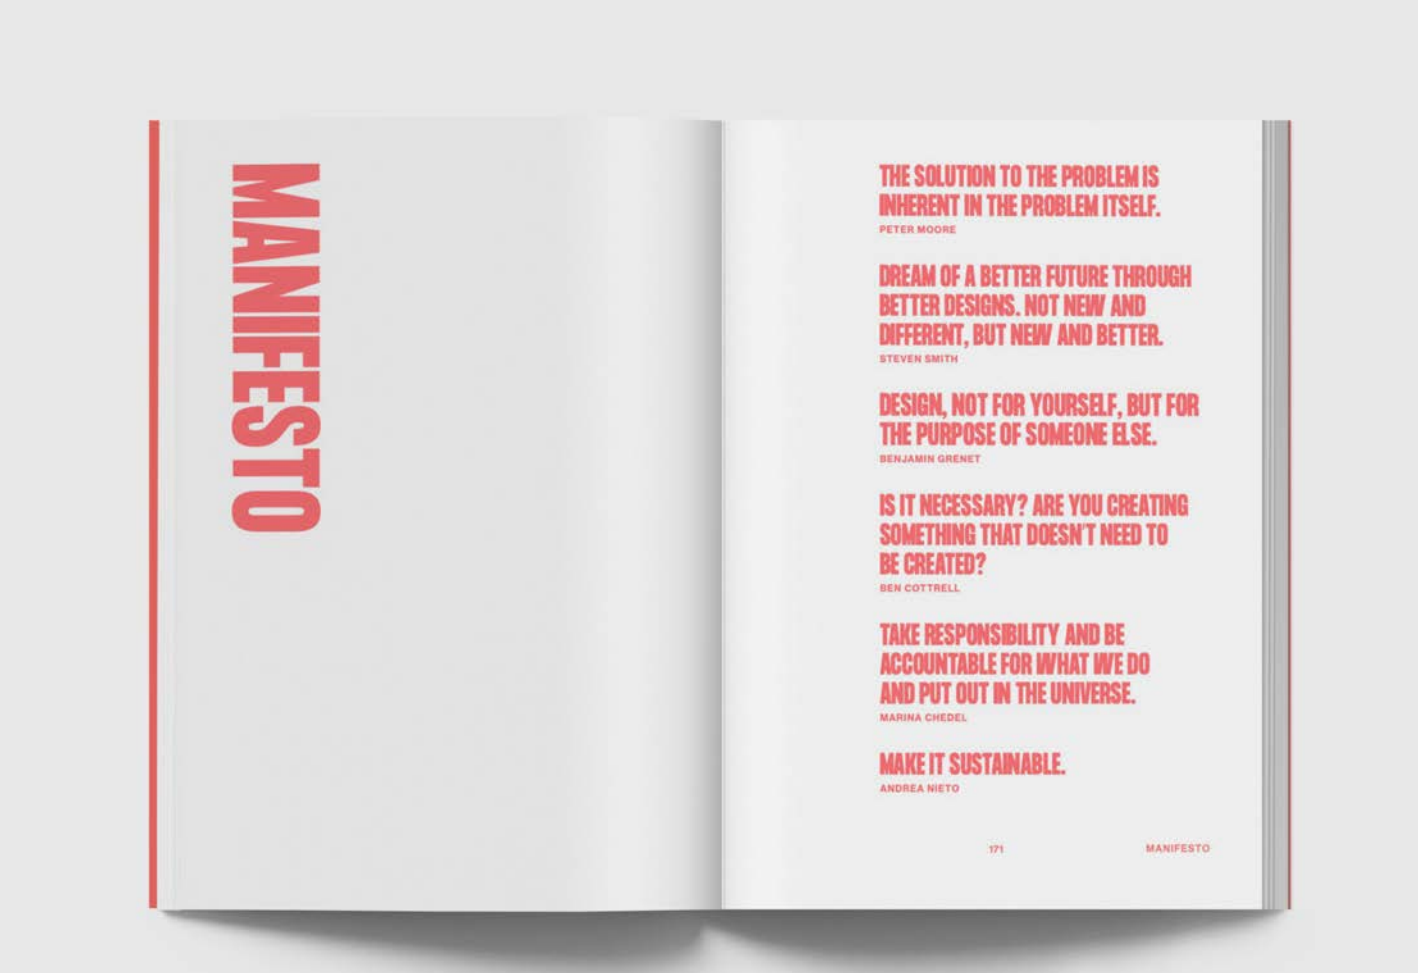 MANIFESTO
THE SOLUTION TO THE PROBLEM IS
INHERENT IN THE PROBLEM ITSELF.
PETER MOORE
DREAM OF A BETTER FUTURE THROUGH
BETTER DESIGNS. NOT NEW AND
DIFFERENT, BUT NEW AND BETTER.
STEVEN SMITH
DESIGN, NOT FOR YOURSELF, BUT FOR
THE PURPOSE OF SOMEONE ELSE.
BENJAMIN GRENET
IS IT NECESSARY? ARE YOU CREATING
SOMETHING THAT DOESN'T NEED TO
BE CREATED?
BEN COTTRELL
TAKE RESPONSIBILITY AND BE
ACCOUNTABLE FOR WHAT WE DO
AND PUT OUT IN THE UNIVERSE.
MARINA CHEDEL
MAKE IT SUSTAINABLE.
ANDREA NIETO
171 MANIFESTO